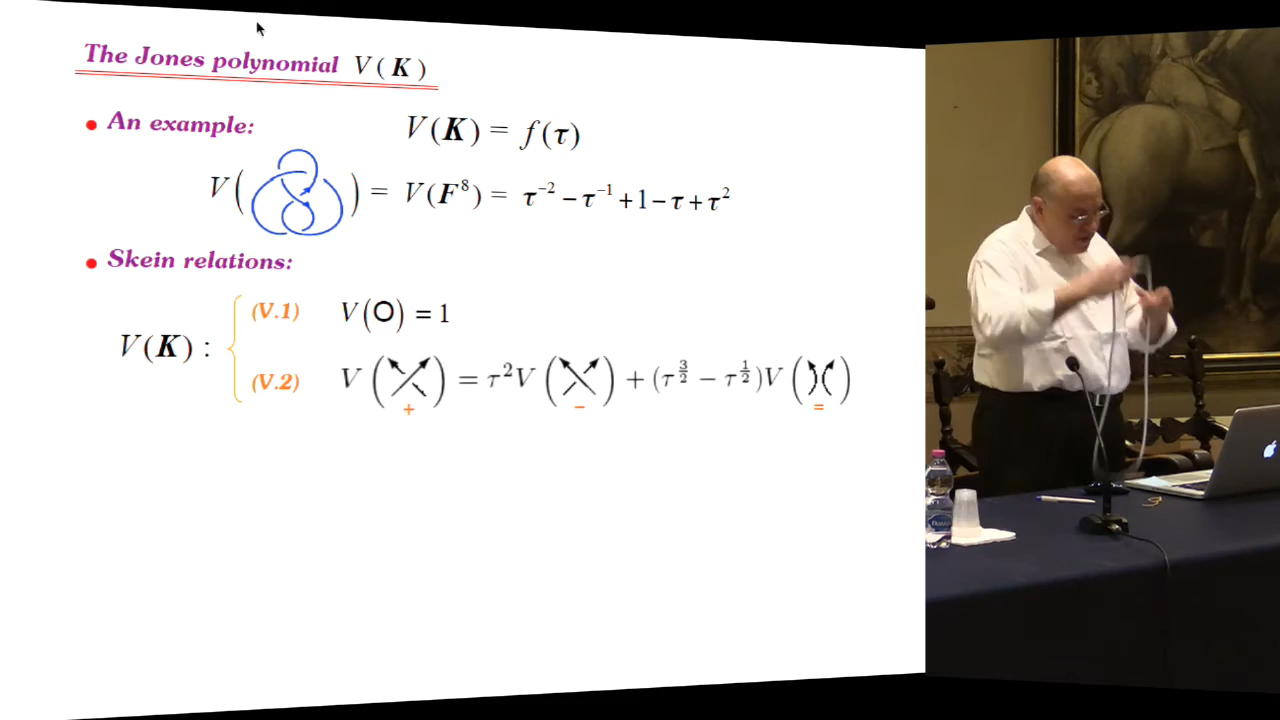 The Jones polynomial V(K)
• An example: V(K) = f(τ)
V( ) = V(F⁸) = τ⁻² − τ⁻¹ + 1 − τ + τ²
• Skein relations:
V(K) :
(V.1) V(O) = 1
(V.2) V( ) = τ²V( ) + (τ^{3/2} − τ^{1/2})V( )
+ − =